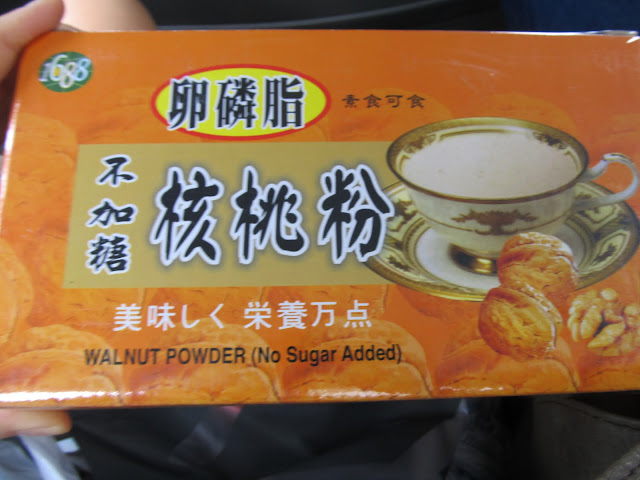 1688
卵磷脂
素食可食
不加糖
核桃粉
美味しく 栄養万点
WALNUT POWDER (No Sugar Added)